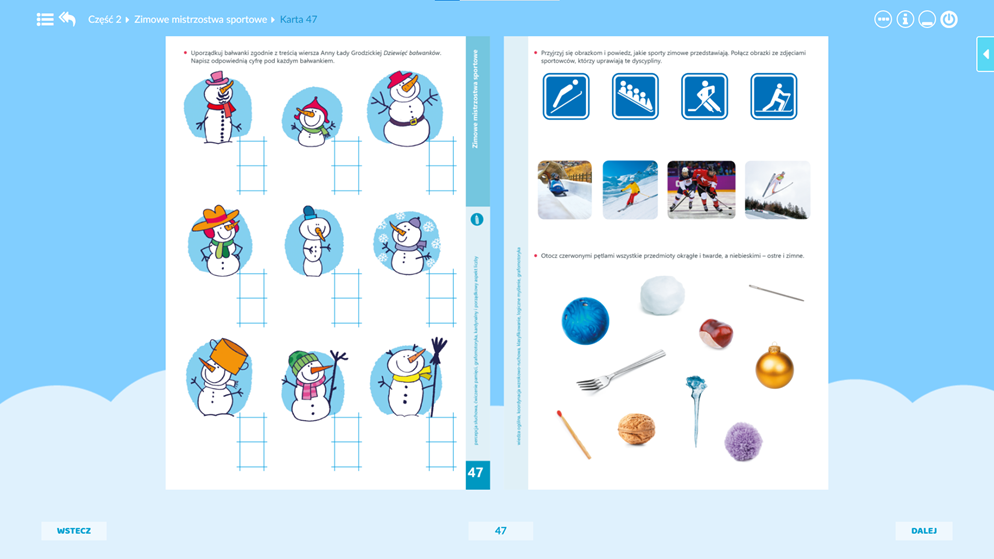 Część 2 Zimowe mistrzostwa sportowe Karta 47
Uporządkuj bałwanki zgodnie z treścią wiersza Anny Łady Grodzickiej Dziewięć bałwanków.
Napisz odpowiednią cyfrę pod każdym bałwankiem.
Zimowe mistrzostwa sportowe
47
Przyjrzyj się obrazkom i powiedz, jakie sporty zimowe przedstawiają. Połącz obrazki ze zdjęciami
sportowców, którzy uprawiają te dyscypliny.
Otocz czerwonymi pętlami wszystkie przedmioty okrągłe i twarde, a niebieskimi – ostre i zimne.
WSTECZ
47
DALEJ